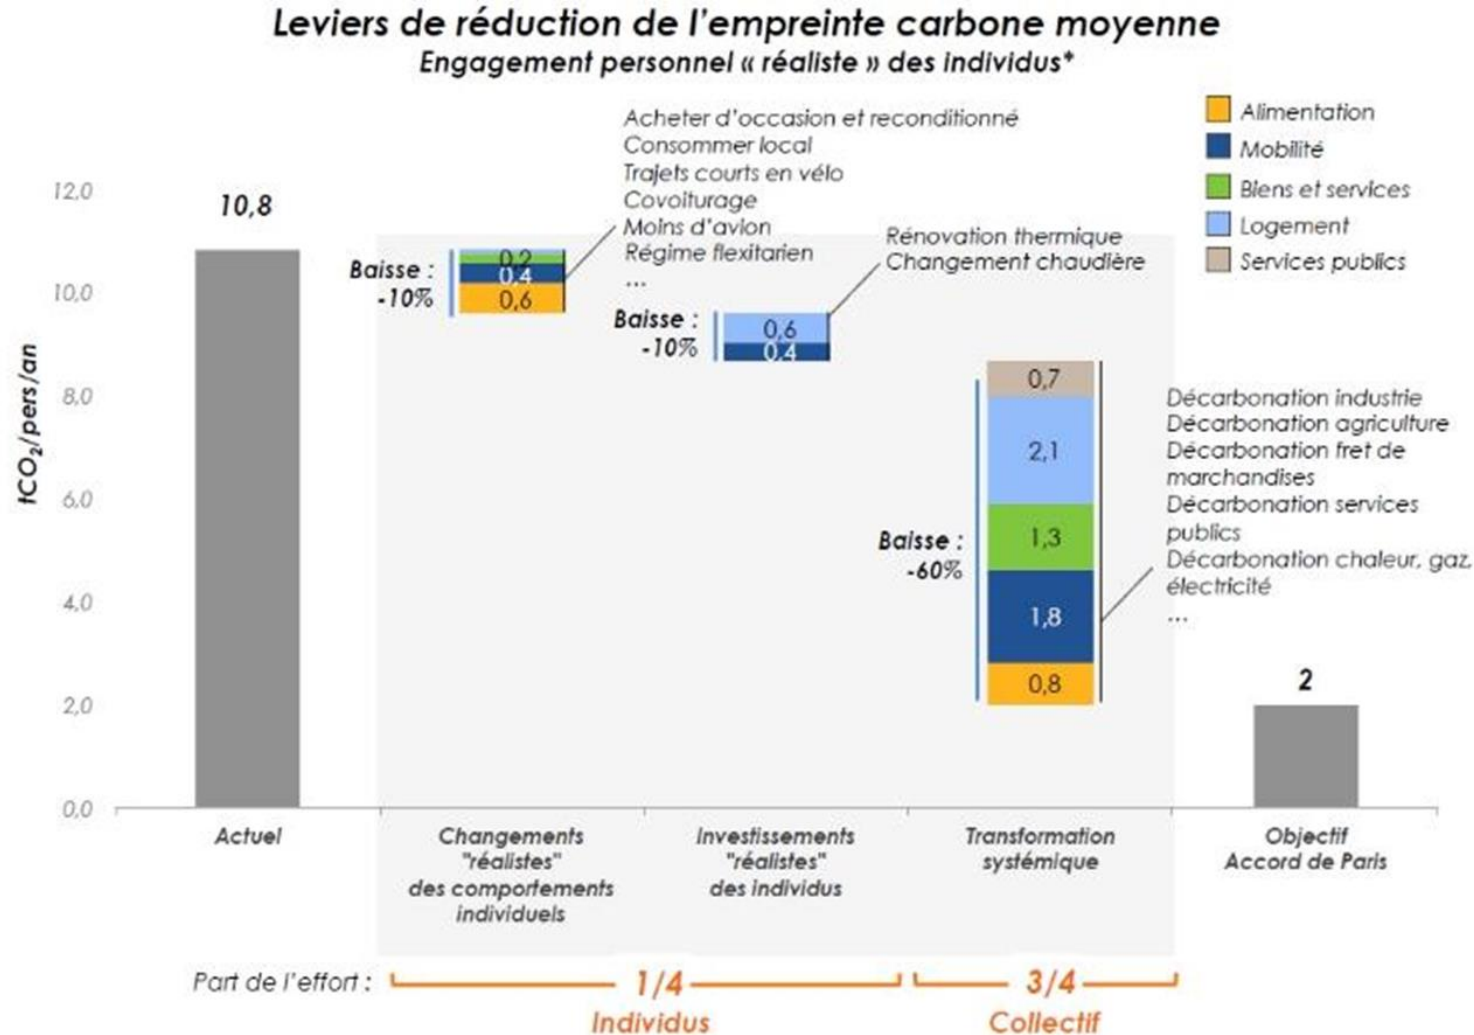 Leviers de réduction de l’empreinte carbone moyenne
Engagement personnel « réaliste » des individus*
Alimentation
Mobilité
Biens et services
Logement
Services publics
tCO₂/pers/an
12,0
10,0
8,0
6,0
4,0
2,0
0,0
10,8
Baisse :
-10%
0,2
0,4
0,6
Acheter d’occasion et reconditionné
Consommer local
Trajets courts en vélo
Covoiturage
Moins d’avion
Régime flexitarien
...
Baisse :
-10%
0,6
0,4
Rénovation thermique
Changement chaudière
Baisse :
-60%
0,7
2,1
1,3
1,8
0,8
Décarbonation industrie
Décarbonation agriculture
Décarbonation fret de
marchandises
Décarbonation services
publics
Décarbonation chaleur, gaz,
électricité
...
2
Actuel
Changements
"réalistes"
des comportements
individuels
Investissements
"réalistes"
des individus
Transformation
systémique
Objectif
Accord de Paris
Part de l’effort :
1/4
Individus
3/4
Collectif